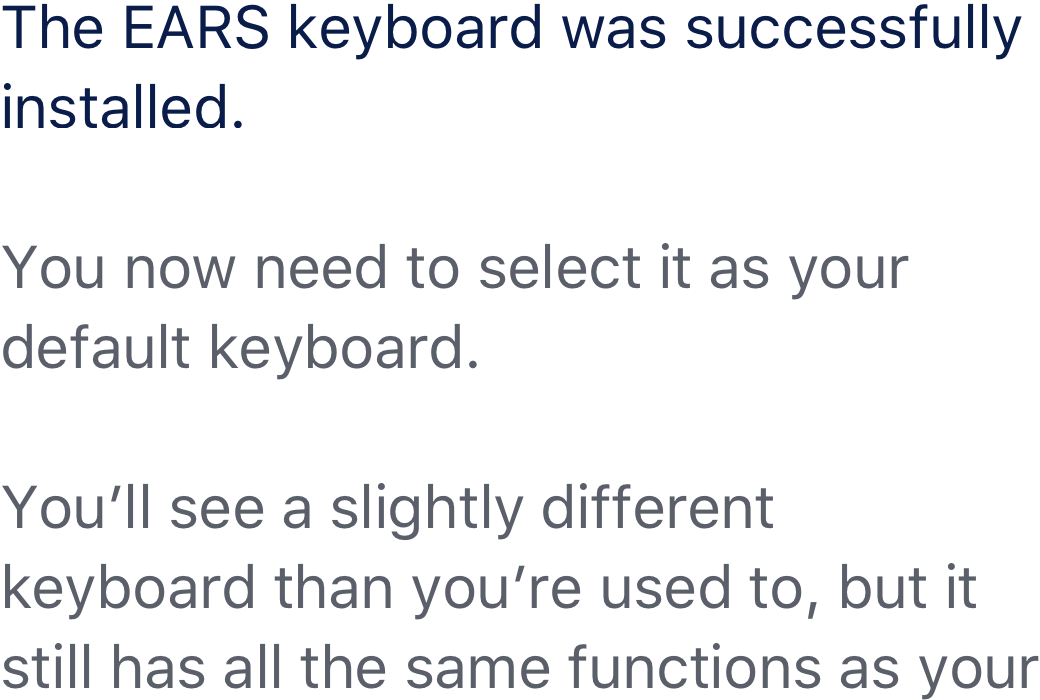 The EARS keyboard was successfully
installed.
You now need to select it as your
default keyboard.
You’ll see a slightly different
keyboard than you’re used to, but it
still has all the same functions as your